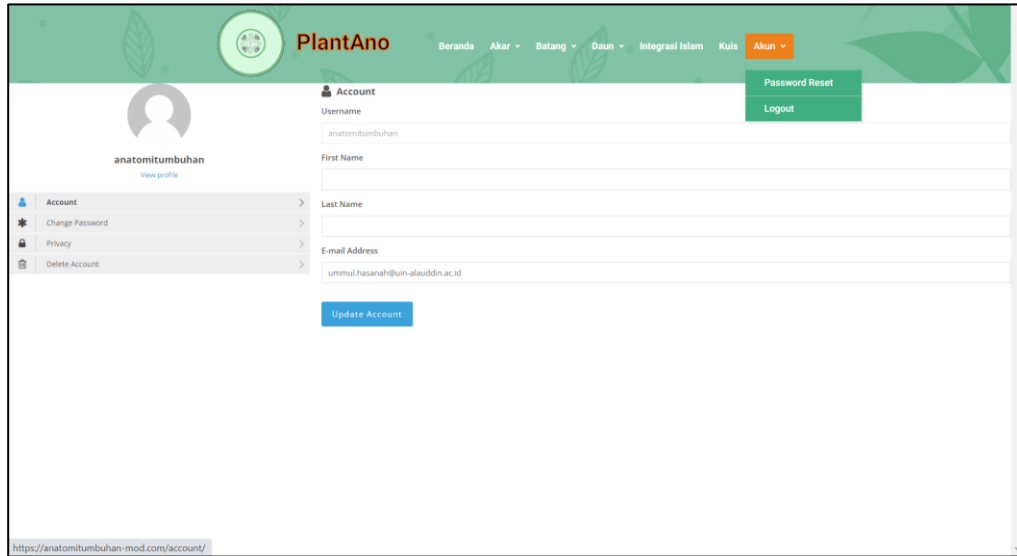 PlantAno
Beranda Akar Batang Daun Integrasi Islam Kuis Akun
Password Reset
Logout
anatomitumbuhan
View profile
Account
Change Password
Privacy
Delete Account
Account
Username
anatomitumbuhan
First Name
Last Name
E-mail Address
ummul.hasanah@uin-alauddin.ac.id
Update Account
https://anatomitumbuhan-mod.com/account/